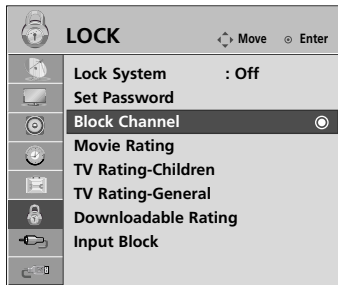 LOCK
Move Enter
Lock System : Off
Set Password
Block Channel
Movie Rating
TV Rating-Children
TV Rating-General
Downloadable Rating
Input Block